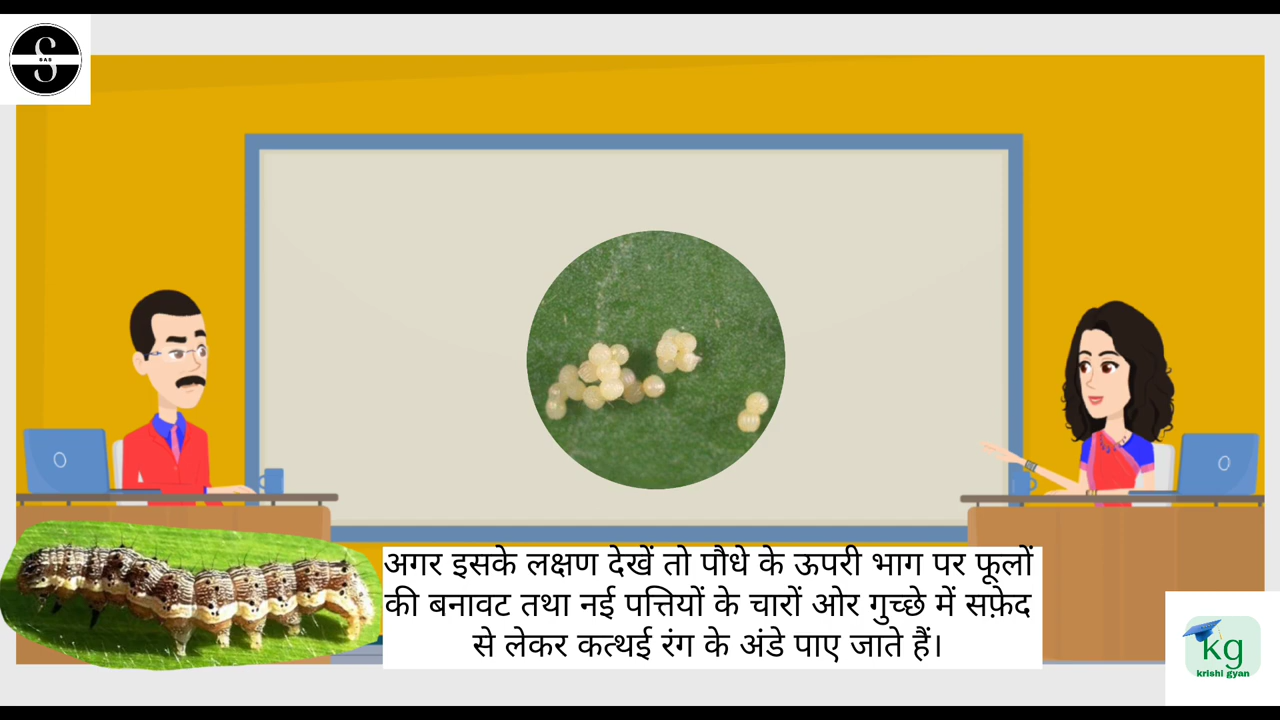 S
SAS
अगर इसके लक्षण देखें तो पौधे के ऊपरी भाग पर फूलों
की बनावट तथा नई पत्तियों के चारों ओर गुच्छे में सफ़ेद
से लेकर कत्थई रंग के अंडे पाए जाते हैं।
kg
krishi gyan